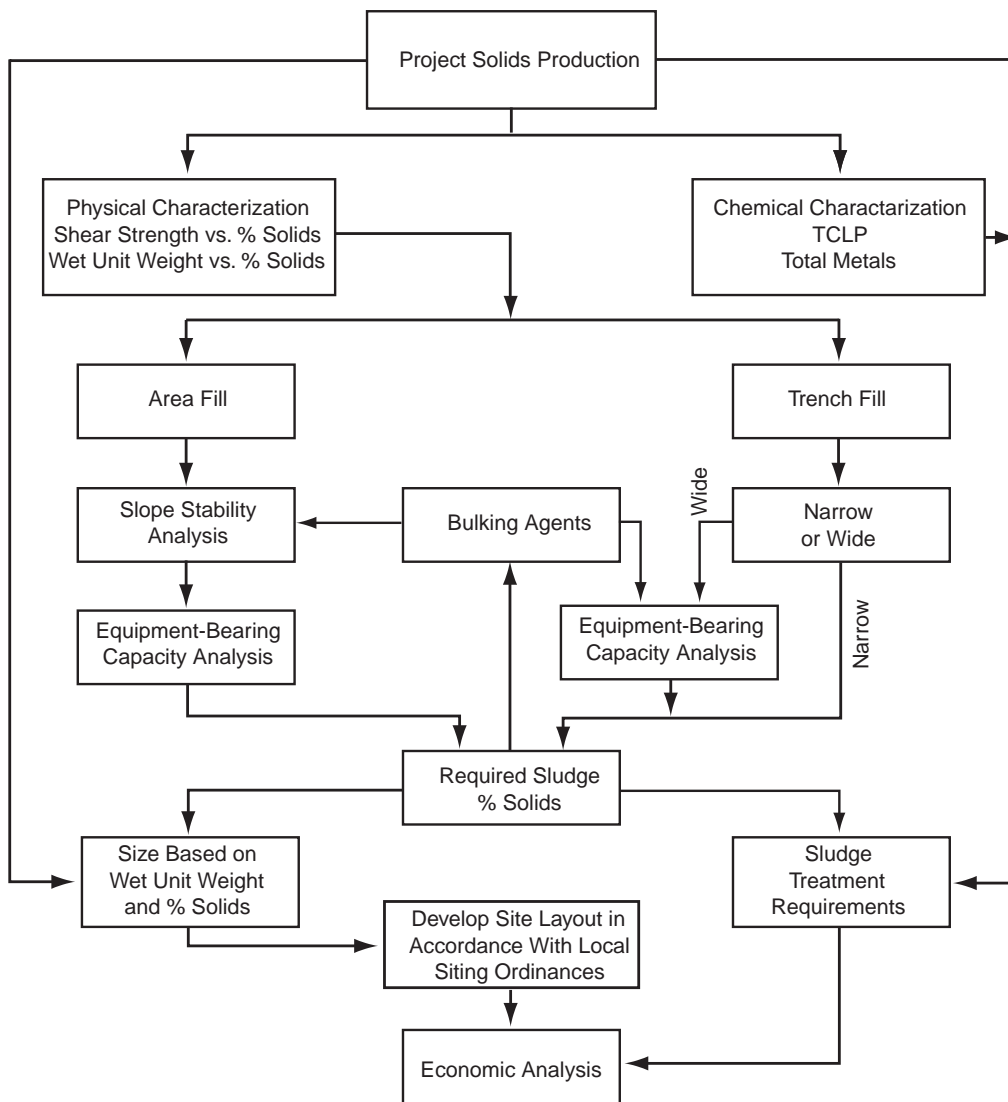 Project Solids Production
Physical Characterization
Shear Strength vs. % Solids
Wet Unit Weight vs. % Solids
Chemical Charactarization
TCLP
Total Metals
Area Fill
Trench Fill
Slope Stability
Analysis
Bulking Agents
Wide
Narrow
or Wide
Equipment-Bearing
Capacity Analysis
Equipment-Bearing
Capacity Analysis
Narrow
Required Sludge
% Solids
Size Based on
Wet Unit Weight
and % Solids
Sludge
Treatment
Requirements
Develop Site Layout in
Accordance With Local
Siting Ordinances
Economic Analysis